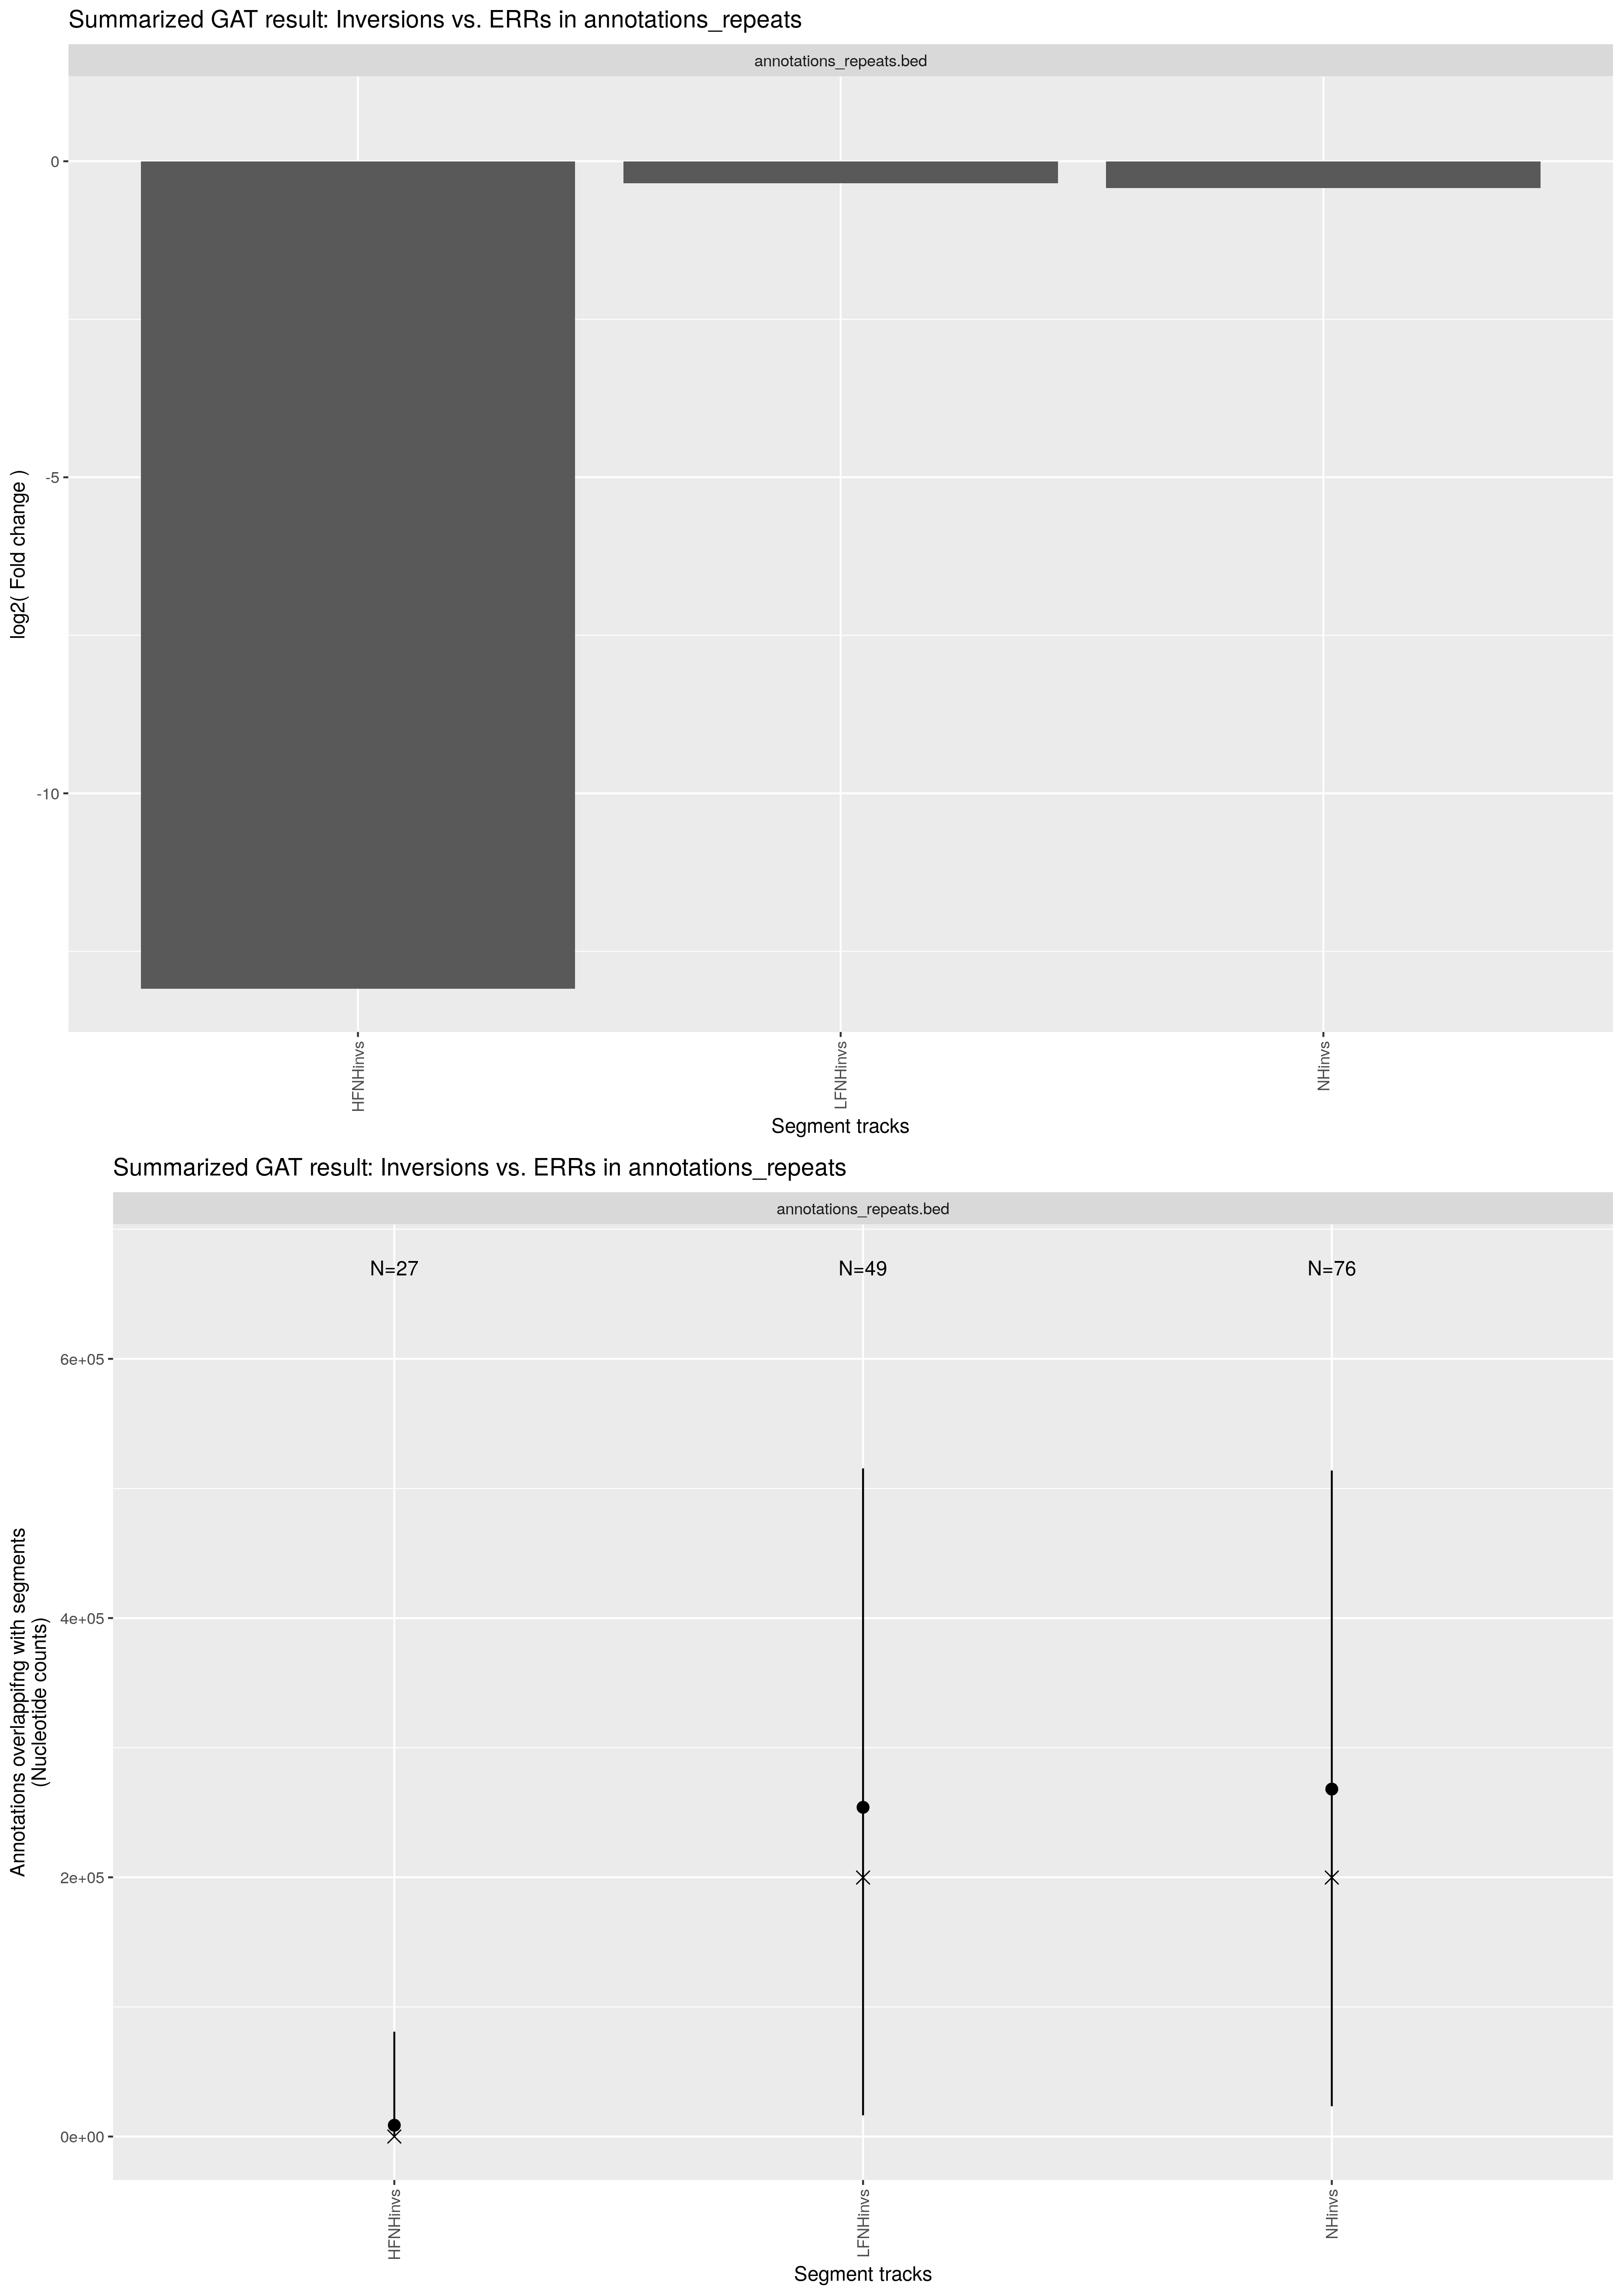 Summarized GAT result: Inversions vs. ERRs in annotations_repeats
annotations_repeats.bed
0
-5
-10
log2( Fold change )
HFNHinvs
LFNHinvs
NHinvs
Segment tracks
Summarized GAT result: Inversions vs. ERRs in annotations_repeats
annotations_repeats.bed
N=27
N=49
N=76
6e+05
4e+05
2e+05
0e+00
Annotations overlappifng with segments
(Nucleotide counts)
HFNHinvs
LFNHinvs
NHinvs
Segment tracks